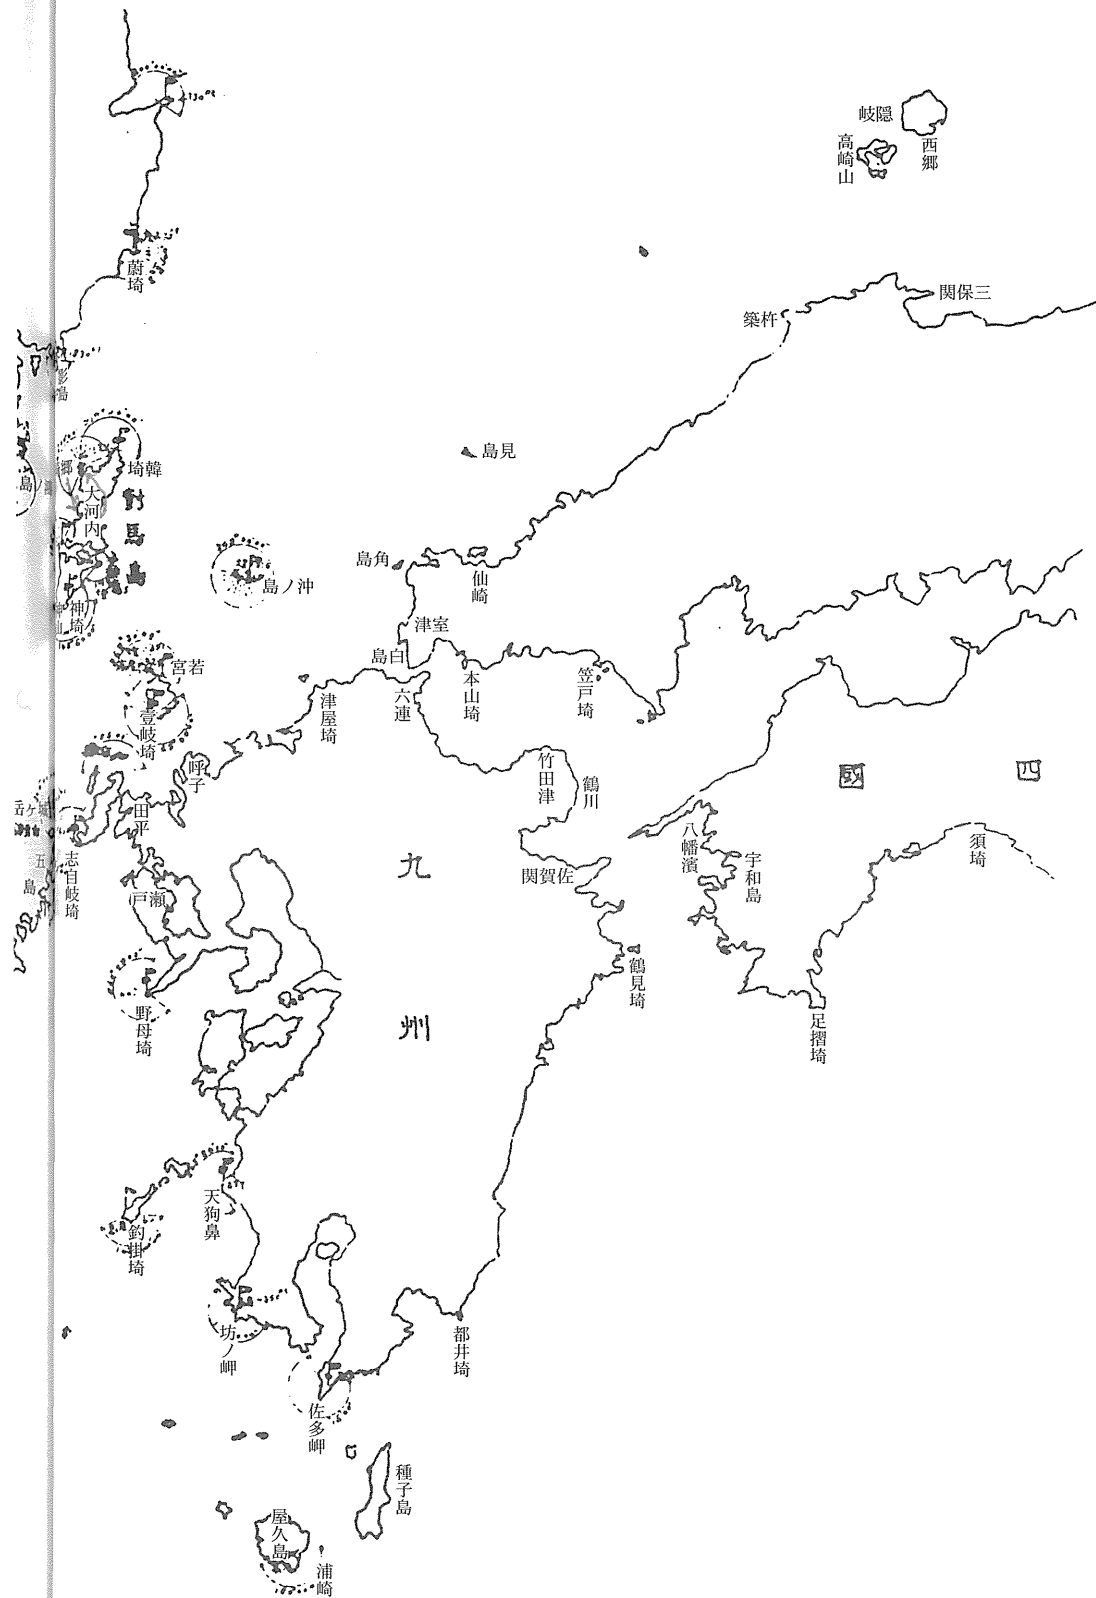 岐隠
西郷
高崎山
蔚埼
関保三
築杵
影島
島見
埼韓
郷
島ノ
大河内
對馬島
島角
仙崎
島ノ沖
神埼
津室
島白
六連
本山埼
笠戸埼
宮若
壹岐埼
津屋埼
呼子
竹田津
鶴川
國
四
田平
岳ヶ城
八幡濱
宇和島
須埼
志自岐埼
五島
九州
関賀佐
戸瀬
鶴見埼
野母埼
足摺埼
天狗鼻
釣掛埼
坊ノ岬
都井埼
佐多岬
種子島
屋久島
浦崎